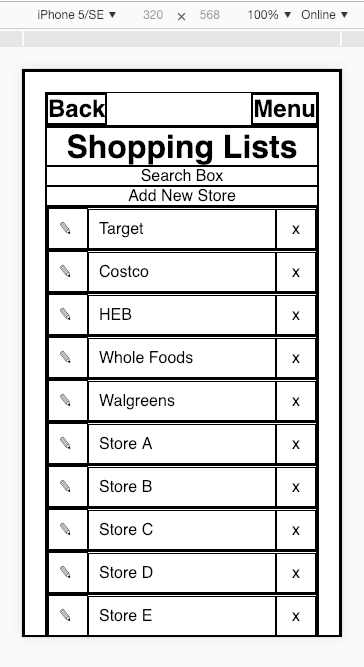 iPhone 5/SE ▼ 320 × 568 100% ▼ Online ▼
Back Menu
Shopping Lists
Search Box
Add New Store
✎ Target x
✎ Costco x
✎ HEB x
✎ Whole Foods x
✎ Walgreens x
✎ Store A x
✎ Store B x
✎ Store C x
✎ Store D x
✎ Store E x